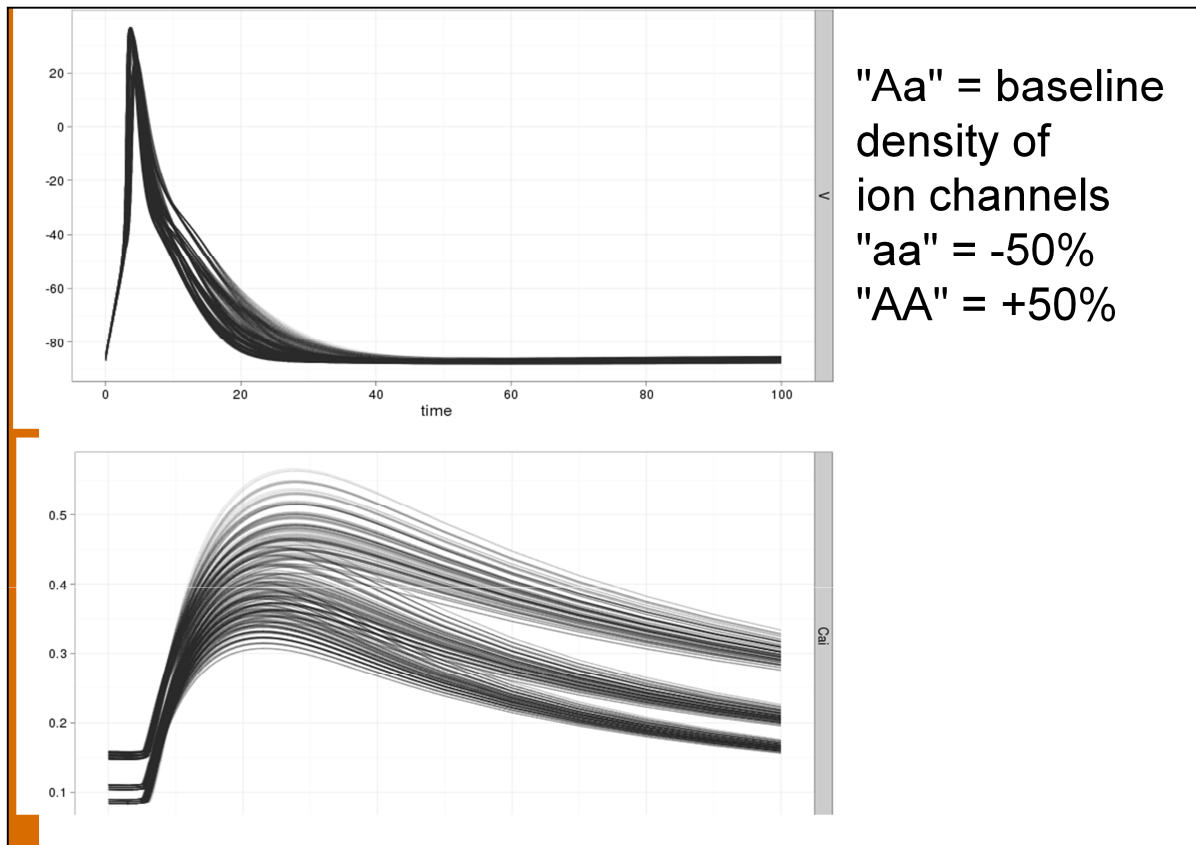 20
0
-20
-40
-60
-80
V
0 20 40 60 80 100
time
"Aa" = baseline
density of
ion channels
"aa" = -50%
"AA" = +50%
0.5
0.4
0.3
0.2
0.1
Cai